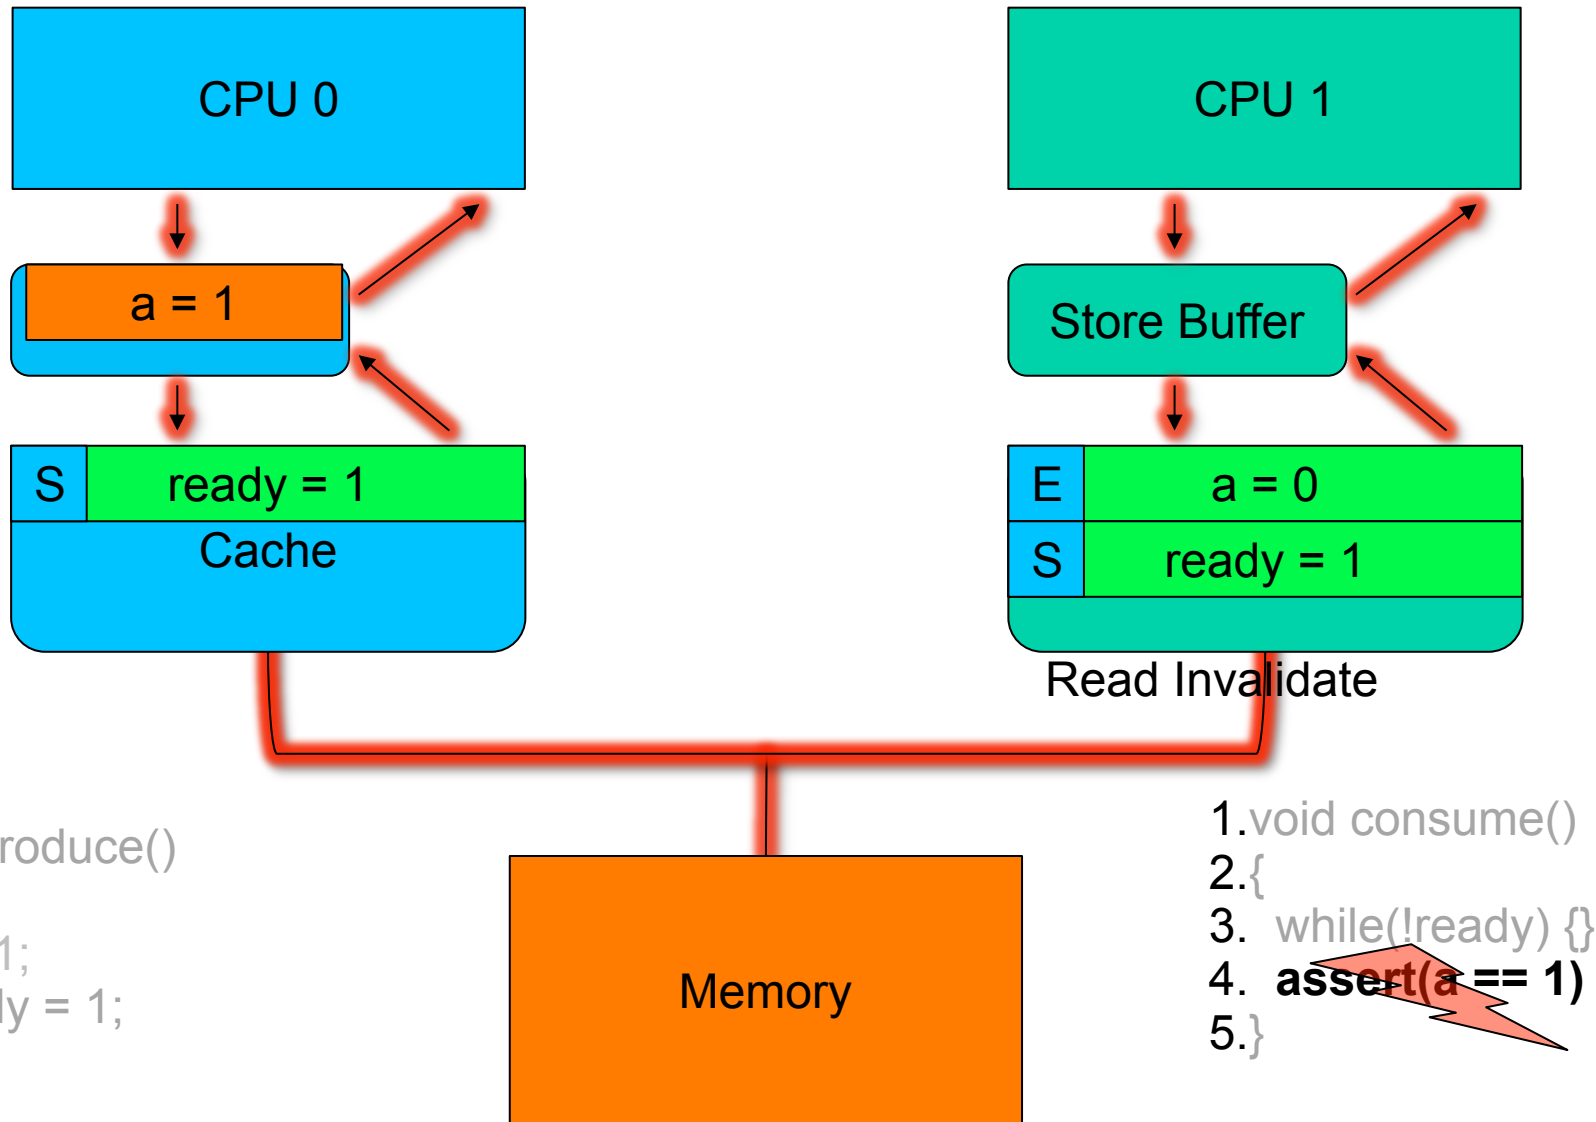 CPU 0
CPU 1
a = 1
Store Buffer
S ready = 1
Cache
E a = 0
S ready = 1
Read Invalidate
roduce()
1;
ly = 1;
Memory
1.void consume()
2.{
3. while(!ready) {}
4. assert(a == 1)
5.}